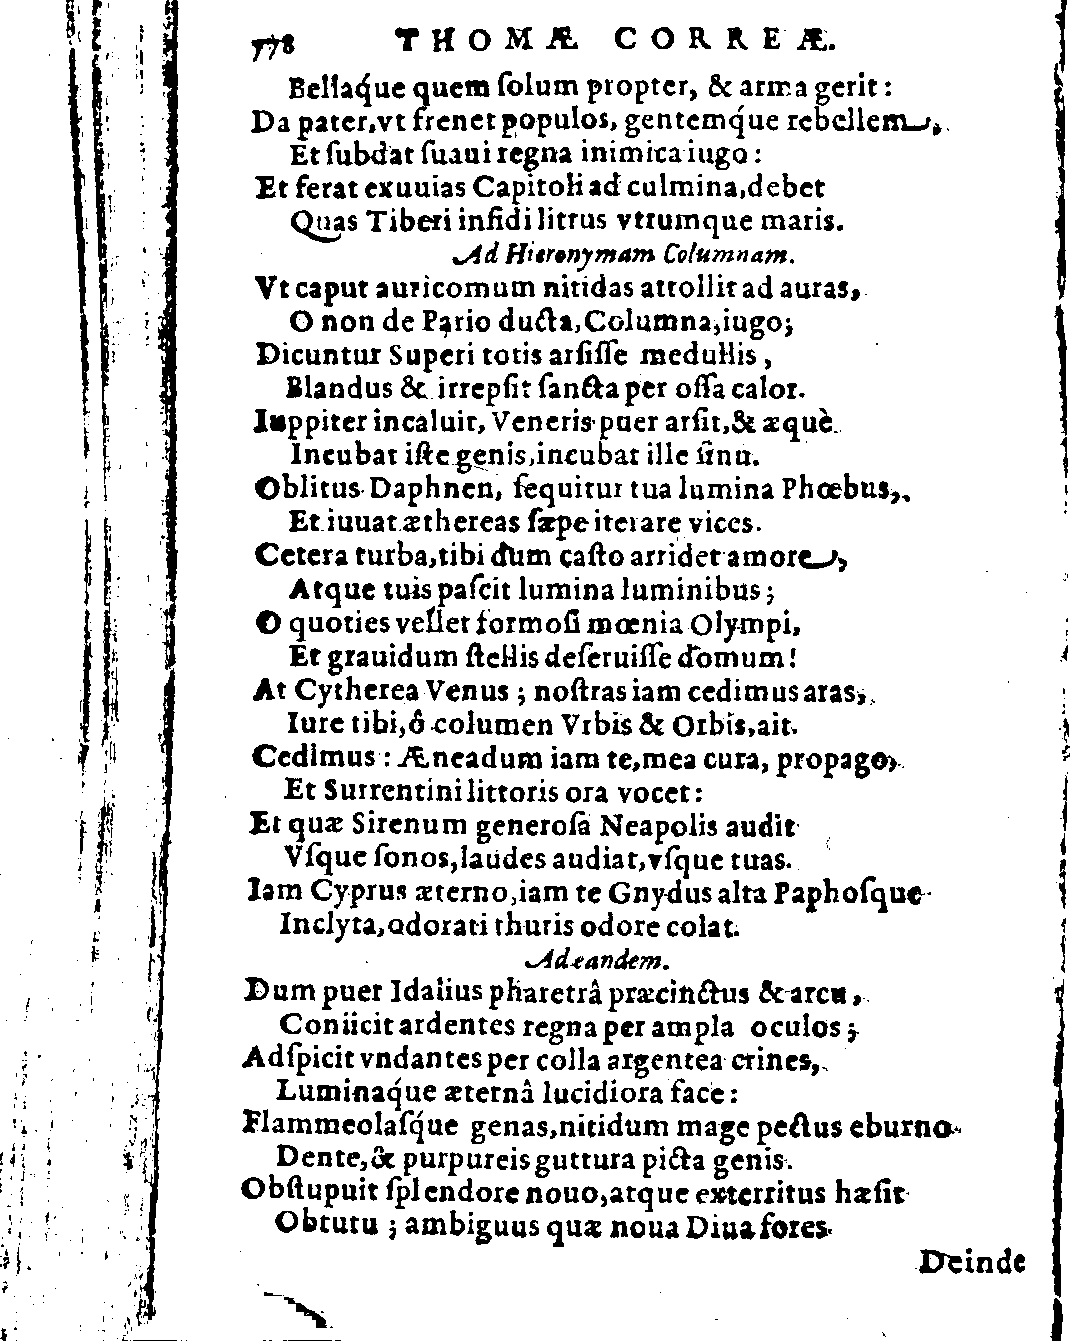 778 THOMÆ CORREÆ.
Bellaq́ue quem ſolum propter, & arma gerit:
Da pater, vt frenet populos, gentemq́ue rebellem,
Et ſubdat ſuaui regna inimica iugo:
Et ferat exuuias Capitoli ad culmina, debet
Quas Tiberi infidi litrus vtrumque maris.
Ad Hieronymam Columnam.
Vt caput auricomum nitidas attollit ad auras,
O non de Pario ducta, Columna, iugo;
Dicuntur Superi totis arſiſſe medullis,
Blandus & irrepſit ſancta per oſſa calor.
Iuppiter incaluit, Veneris puer arſit, & æquè
Incubat iſte genis, incubat ille ſinu.
Oblitus Daphnen, ſequitur tua lumina Phœbus,
Et iuuat æthereas ſæpe iterare vices.
Cetera turba, tibi dum caſto arridet amore,
Atque tuis paſcit lumina luminibus;
O quoties vellet formoſi mœnia Olympi,
Et grauidum ſtellis deſeruiſſe domum!
At Cytherea Venus; noſtras iam cedimus aras,
Iure tibi, ô columen Vrbis & Orbis, ait.
Cedimus: Æneadum iam te, mea cura, propago,
Et Surrentini littoris ora vocet:
Et quæ Sirenum generoſa Neapolis audit
Vſque ſonos, laudes audiat, vſque tuas.
Iam Cyprus æterno, iam te Gnydus alta Paphoſque
Inclyta, odorati thuris odore colat.
Ad eandem.
Dum puer Idalius pharetrâ præcinctus & arcu,
Coniicit ardentes regna per ampla oculos;
Adſpicit vndantes per colla argentea crines,
Luminaq́ue æternâ lucidiora face:
Flammeolaſq́ue genas, nitidum mage pectus eburno
Dente, & purpureis guttura picta genis.
Obſtupuit ſplendore nouo, atque exterritus hæſit
Obtutu; ambiguus quæ noua Diua fores.
Deinde